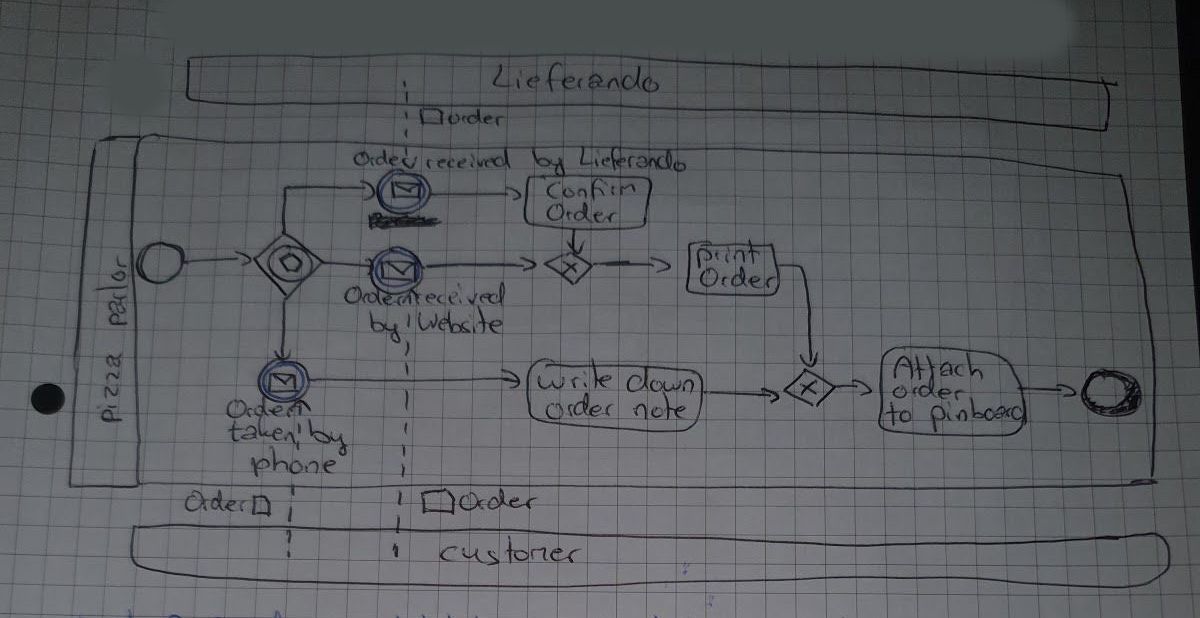 Lieferando
order
Order received by Lieferando
Confirm
Order
print
Order
pizza parlor
Order received
by Website
Attach
order
to pinboard
Write down
order note
Order
taken by
phone
Order
Order
customer